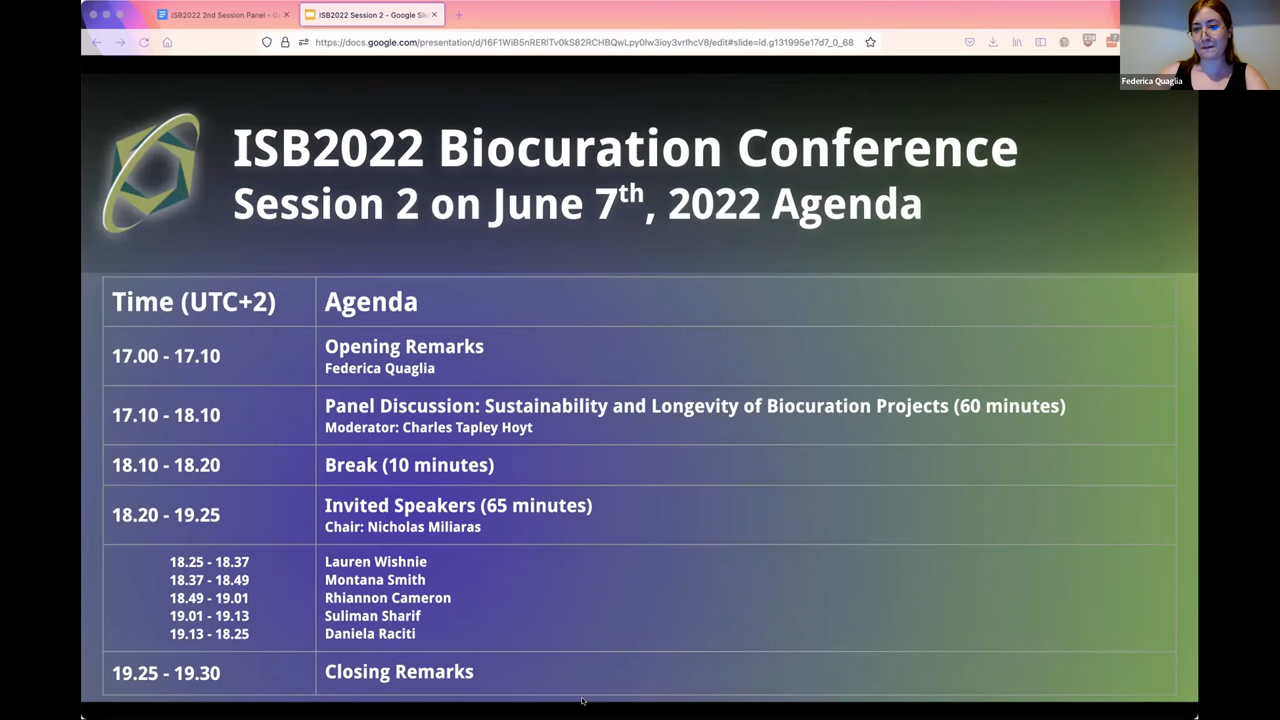 ISB2022 2nd Session Panel - G
ISB2022 Session 2 - Google Slid
https://docs.google.com/presentation/d/16F1WiB5nRERlTv0kS82RCHBQwLpy0lw3ioy3vrIhcV8/edit#slide=id.g131995e17d7_0_68
Federica Quaglia
ISB2022 Biocuration Conference
Session 2 on June 7th, 2022 Agenda
Time (UTC+2) Agenda
17.00 - 17.10 Opening Remarks
Federica Quaglia
17.10 - 18.10 Panel Discussion: Sustainability and Longevity of Biocuration Projects (60 minutes)
Moderator: Charles Tapley Hoyt
18.10 - 18.20 Break (10 minutes)
18.20 - 19.25 Invited Speakers (65 minutes)
Chair: Nicholas Miliaras
18.25 - 18.37 Lauren Wishnie
18.37 - 18.49 Montana Smith
18.49 - 19.01 Rhiannon Cameron
19.01 - 19.13 Suliman Sharif
19.13 - 18.25 Daniela Raciti
19.25 - 19.30 Closing Remarks